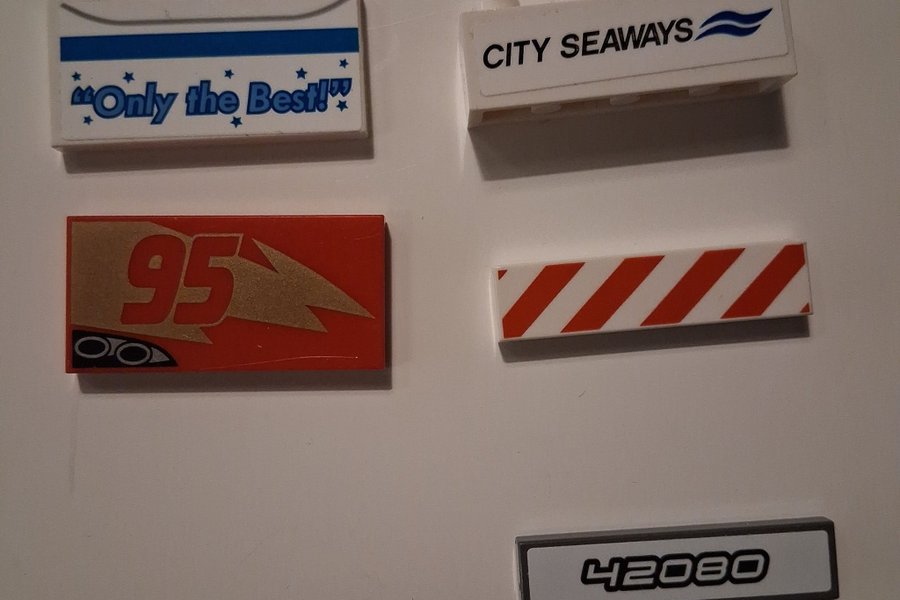 "Only the Best!"
CITY SEAWAYS
95
42080